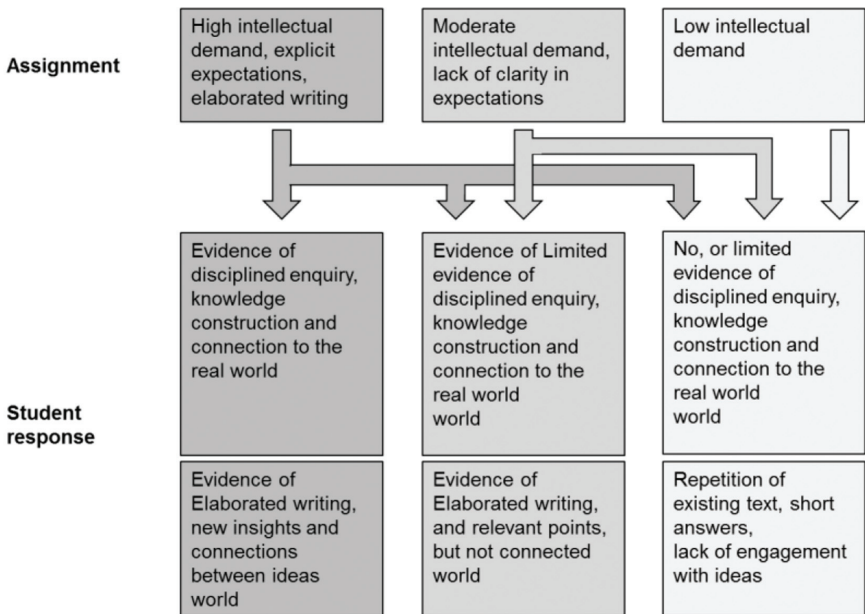 Assignment
High intellectual
demand, explicit
expectations,
elaborated writing
Moderate
intellectual demand,
lack of clarity in
expectations
Low intellectual
demand
Student
response
Evidence of
disciplined enquiry,
knowledge
construction and
connection to the
real world
Evidence of Limited
evidence of
disciplined enquiry,
knowledge
construction and
connection to the
real world
world
No, or limited
evidence of
disciplined enquiry,
knowledge
construction and
connection to the
real world
world
Evidence of
Elaborated writing,
new insights and
connections
between ideas
world
Evidence of
Elaborated writing,
and relevant points,
but not connected
world
Repetition of
existing text, short
answers,
lack of engagement
with ideas